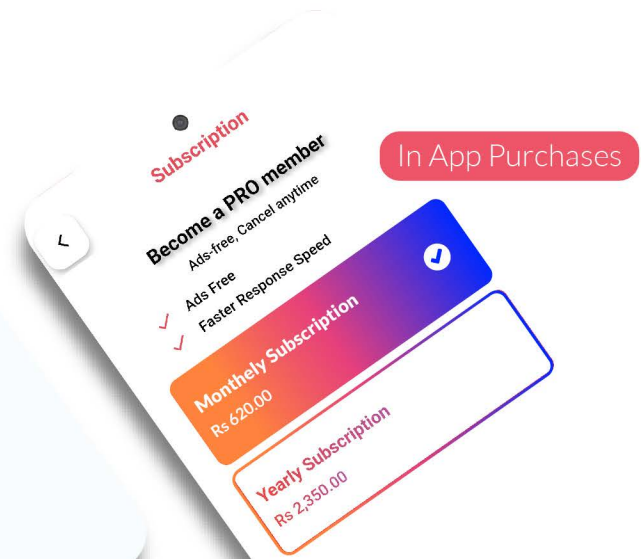 Subscription
In App Purchases
Become a PRO member
Ads-free, Cancel anytime
Ads Free
Faster Response Speed
Monthely Subscription
Rs 620.00
Yearly Subscription
Rs 2,350.00